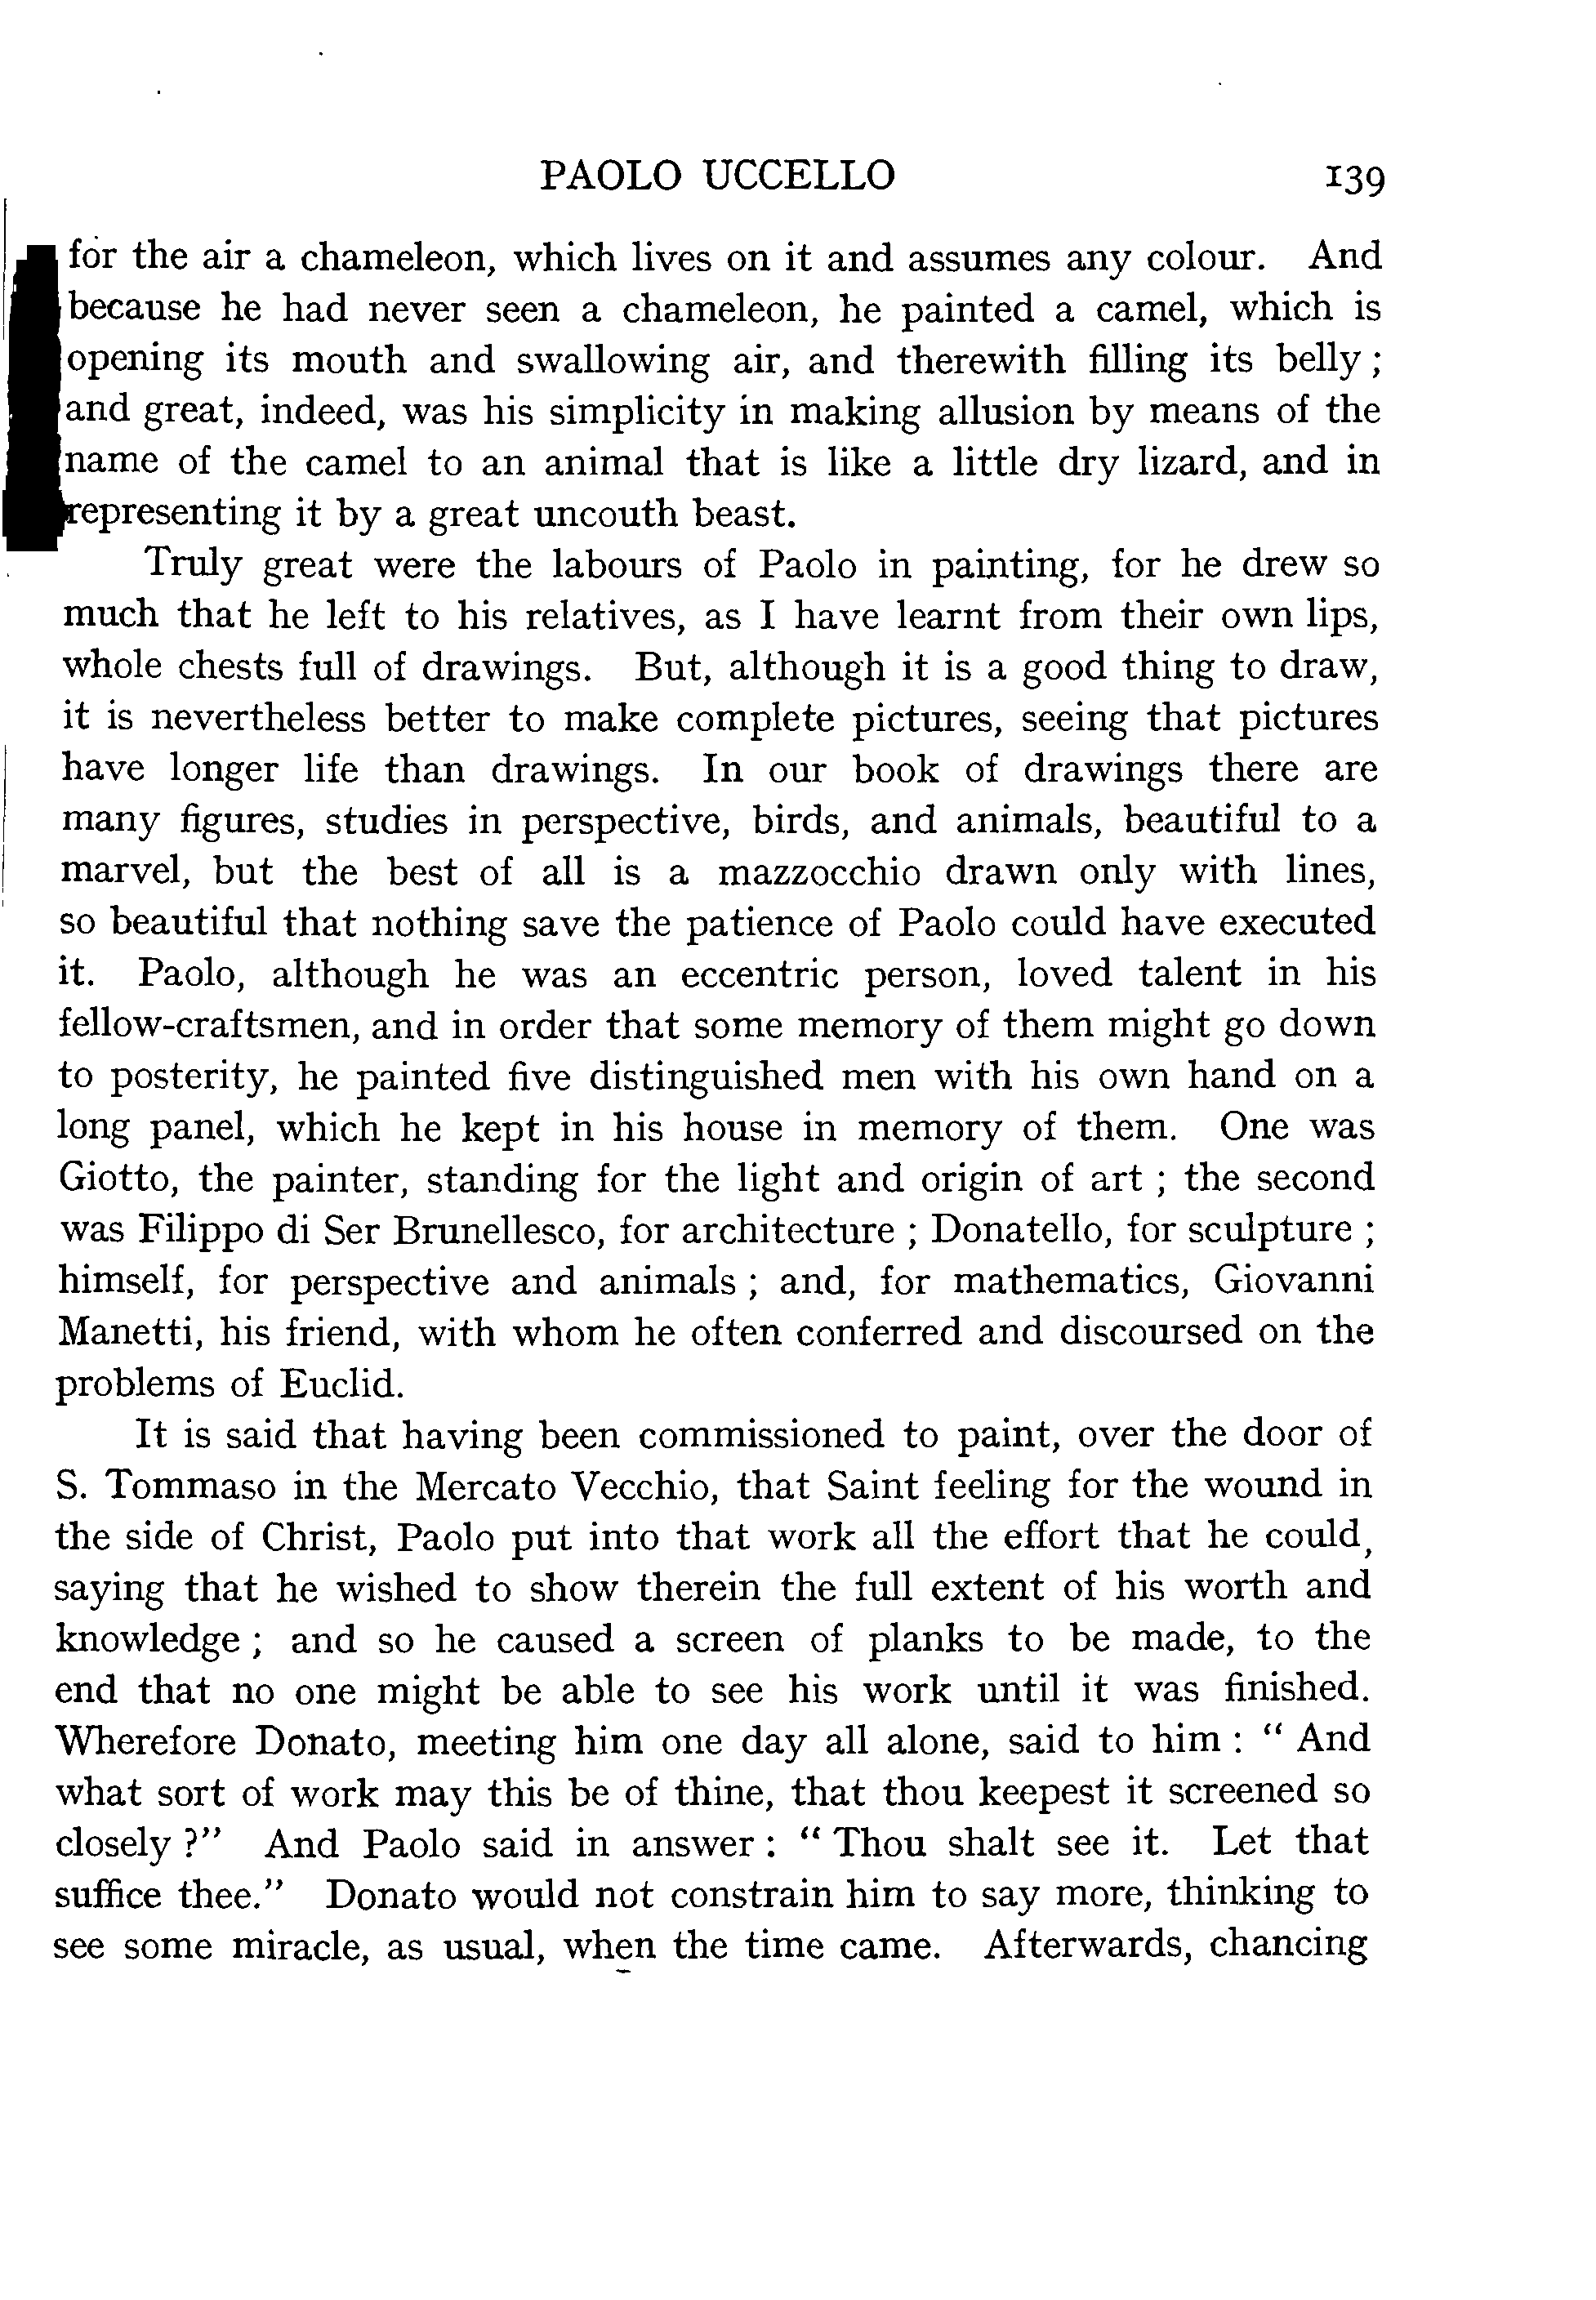 PAOLO UCCELLO 139
for the air a chameleon, which lives on it and assumes any colour. And
because he had never seen a chameleon, he painted a camel, which is
opening its mouth and swallowing air, and therewith filling its belly ;
and great, indeed, was his simplicity in making allusion by means of the
name of the camel to an animal that is like a little dry lizard, and in
representing it by a great uncouth beast.
Truly great were the labours of Paolo in painting, for he drew so
much that he left to his relatives, as I have learnt from their own lips,
whole chests full of drawings. But, although it is a good thing to draw,
it is nevertheless better to make complete pictures, seeing that pictures
have longer life than drawings. In our book of drawings there are
many figures, studies in perspective, birds, and animals, beautiful to a
marvel, but the best of all is a mazzocchio drawn only with lines,
so beautiful that nothing save the patience of Paolo could have executed
it. Paolo, although he was an eccentric person, loved talent in his
fellow-craftsmen, and in order that some memory of them might go down
to posterity, he painted five distinguished men with his own hand on a
long panel, which he kept in his house in memory of them. One was
Giotto, the painter, standing for the light and origin of art ; the second
was Filippo di Ser Brunellesco, for architecture ; Donatello, for sculpture ;
himself, for perspective and animals ; and, for mathematics, Giovanni
Manetti, his friend, with whom he often conferred and discoursed on the
problems of Euclid.
It is said that having been commissioned to paint, over the door of
S. Tommaso in the Mercato Vecchio, that Saint feeling for the wound in
the side of Christ, Paolo put into that work all the effort that he could,
saying that he wished to show therein the full extent of his worth and
knowledge ; and so he caused a screen of planks to be made, to the
end that no one might be able to see his work until it was finished.
Wherefore Donato, meeting him one day all alone, said to him : “ And
what sort of work may this be of thine, that thou keepest it screened so
closely ?” And Paolo said in answer : “ Thou shalt see it. Let that
suffice thee.” Donato would not constrain him to say more, thinking to
see some miracle, as usual, when the time came. Afterwards, chancing